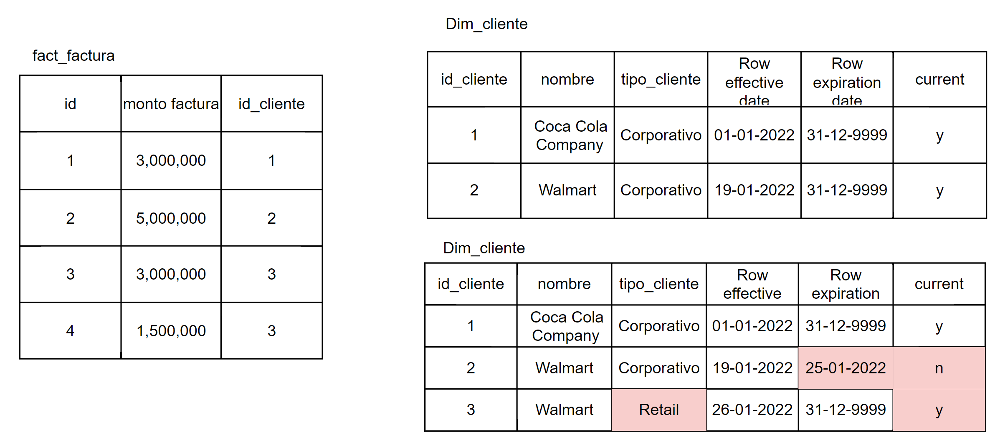 fact_factura
id monto factura id_cliente
1 3,000,000 1
2 5,000,000 2
3 3,000,000 3
4 1,500,000 3
Dim_cliente
id_cliente nombre tipo_cliente Row effective date Row expiration date current
1 Coca Cola Company Corporativo 01-01-2022 31-12-9999 y
2 Walmart Corporativo 19-01-2022 31-12-9999 y
Dim_cliente
id_cliente nombre tipo_cliente Row effective Row expiration current
1 Coca Cola Company Corporativo 01-01-2022 31-12-9999 y
2 Walmart Corporativo 19-01-2022 25-01-2022 n
3 Walmart Retail 26-01-2022 31-12-9999 y